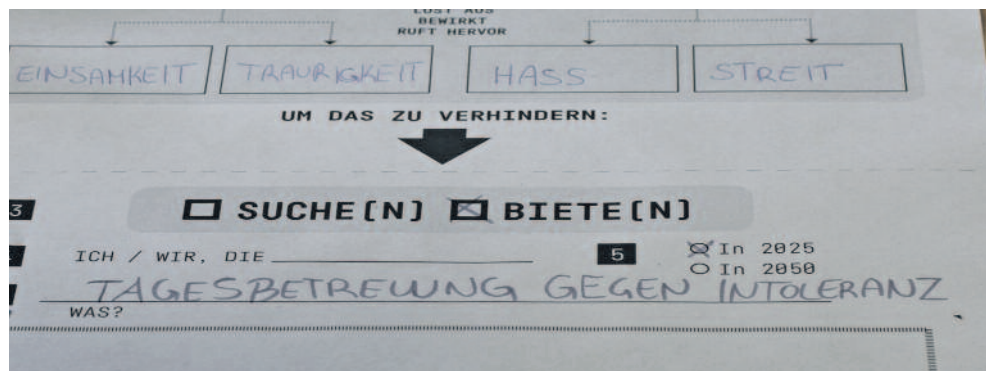 LÖST AUS
BEWIRKT
RUFT HERVOR
EINSAMKEIT TRAURIGKEIT HASS STREIT
UM DAS ZU VERHINDERN:
3 SUCHE[N] BIETE[N]
ICH / WIR, DIE 5 In 2025
In 2050
TAGESBETREUUNG GEGEN INTOLERANZ
WAS?